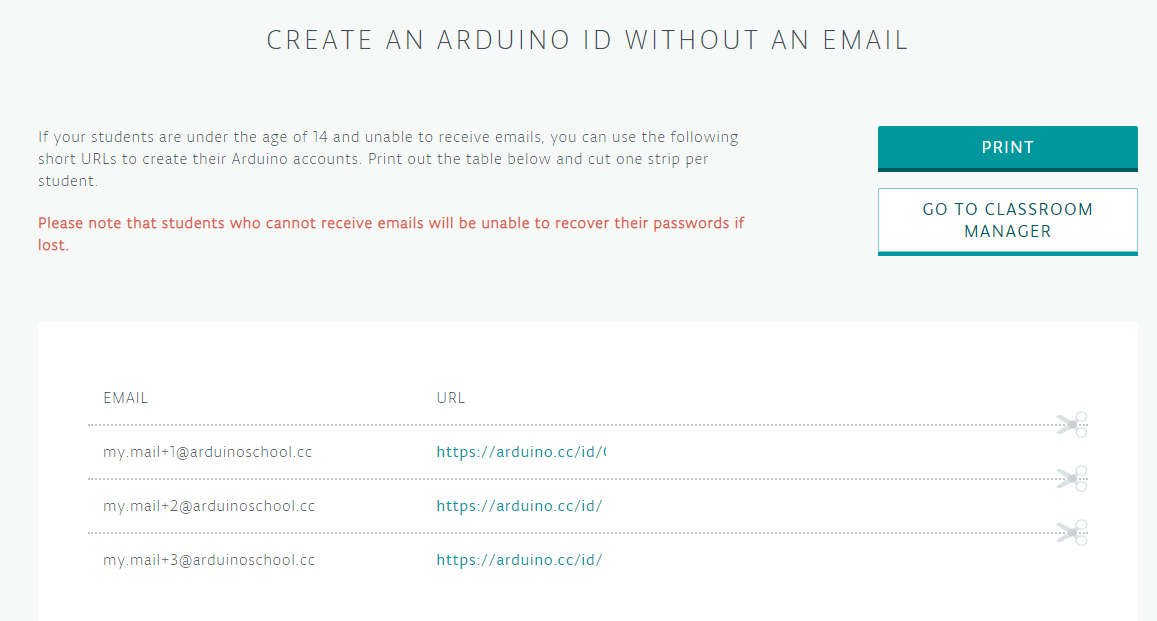 CREATE AN ARDUINO ID WITHOUT AN EMAIL
If your students are under the age of 14 and unable to receive emails, you can use the following
short URLs to create their Arduino accounts. Print out the table below and cut one strip per
student.
Please note that students who cannot receive emails will be unable to recover their passwords if
lost.
PRINT
GO TO CLASSROOM
MANAGER
EMAIL URL
my.mail+1@arduinoschool.cc https://arduino.cc/id/
my.mail+2@arduinoschool.cc https://arduino.cc/id/
my.mail+3@arduinoschool.cc https://arduino.cc/id/